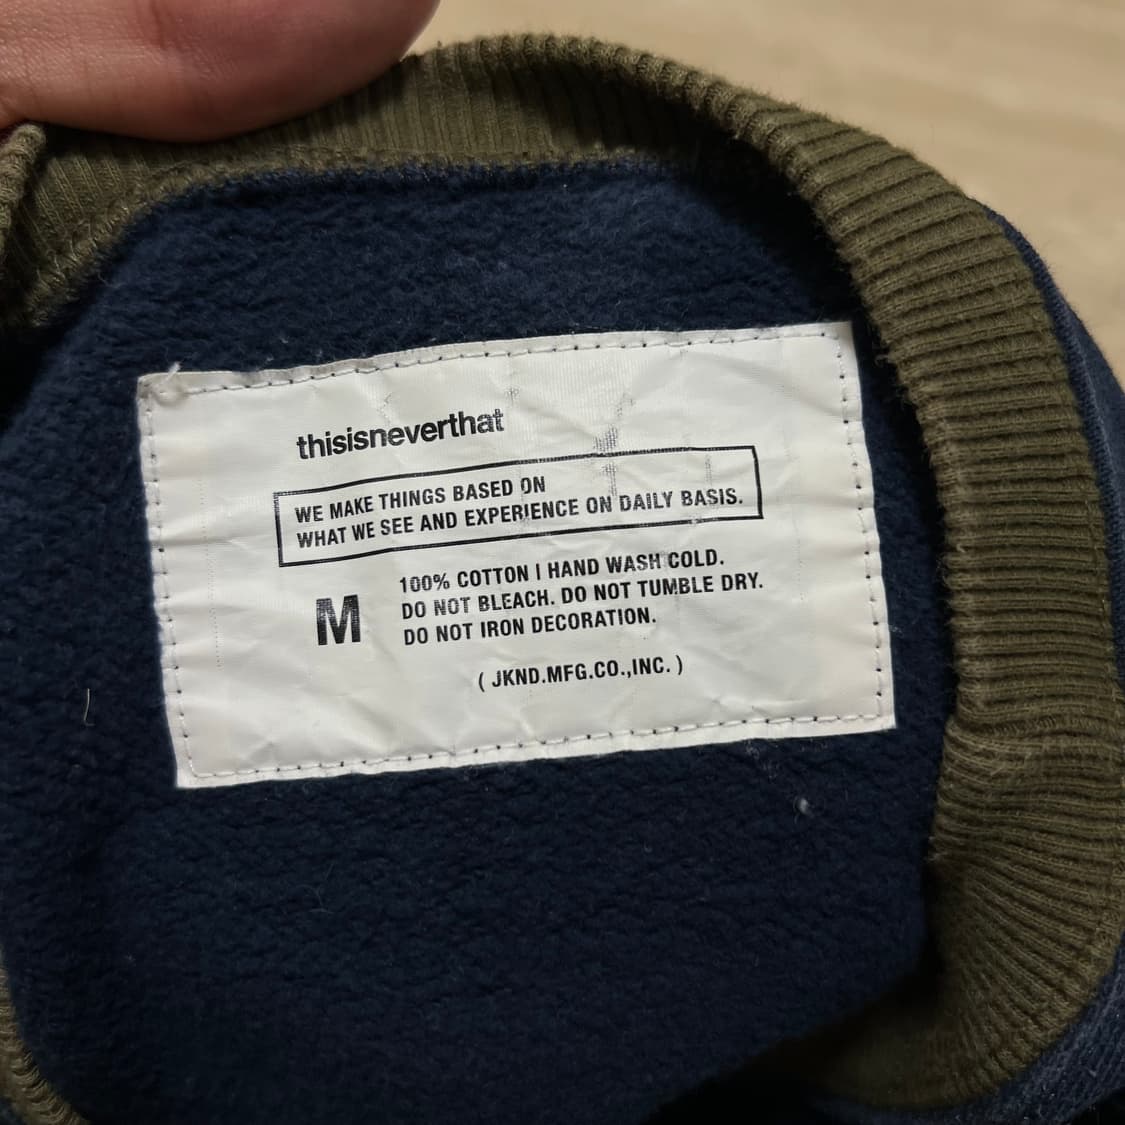 thisisneverthat
WE MAKE THINGS BASED ON
WHAT WE SEE AND EXPERIENCE ON DAILY BASIS.
M
100% COTTON | HAND WASH COLD.
DO NOT BLEACH. DO NOT TUMBLE DRY.
DO NOT IRON DECORATION.
( JKND.MFG.CO.,INC. )